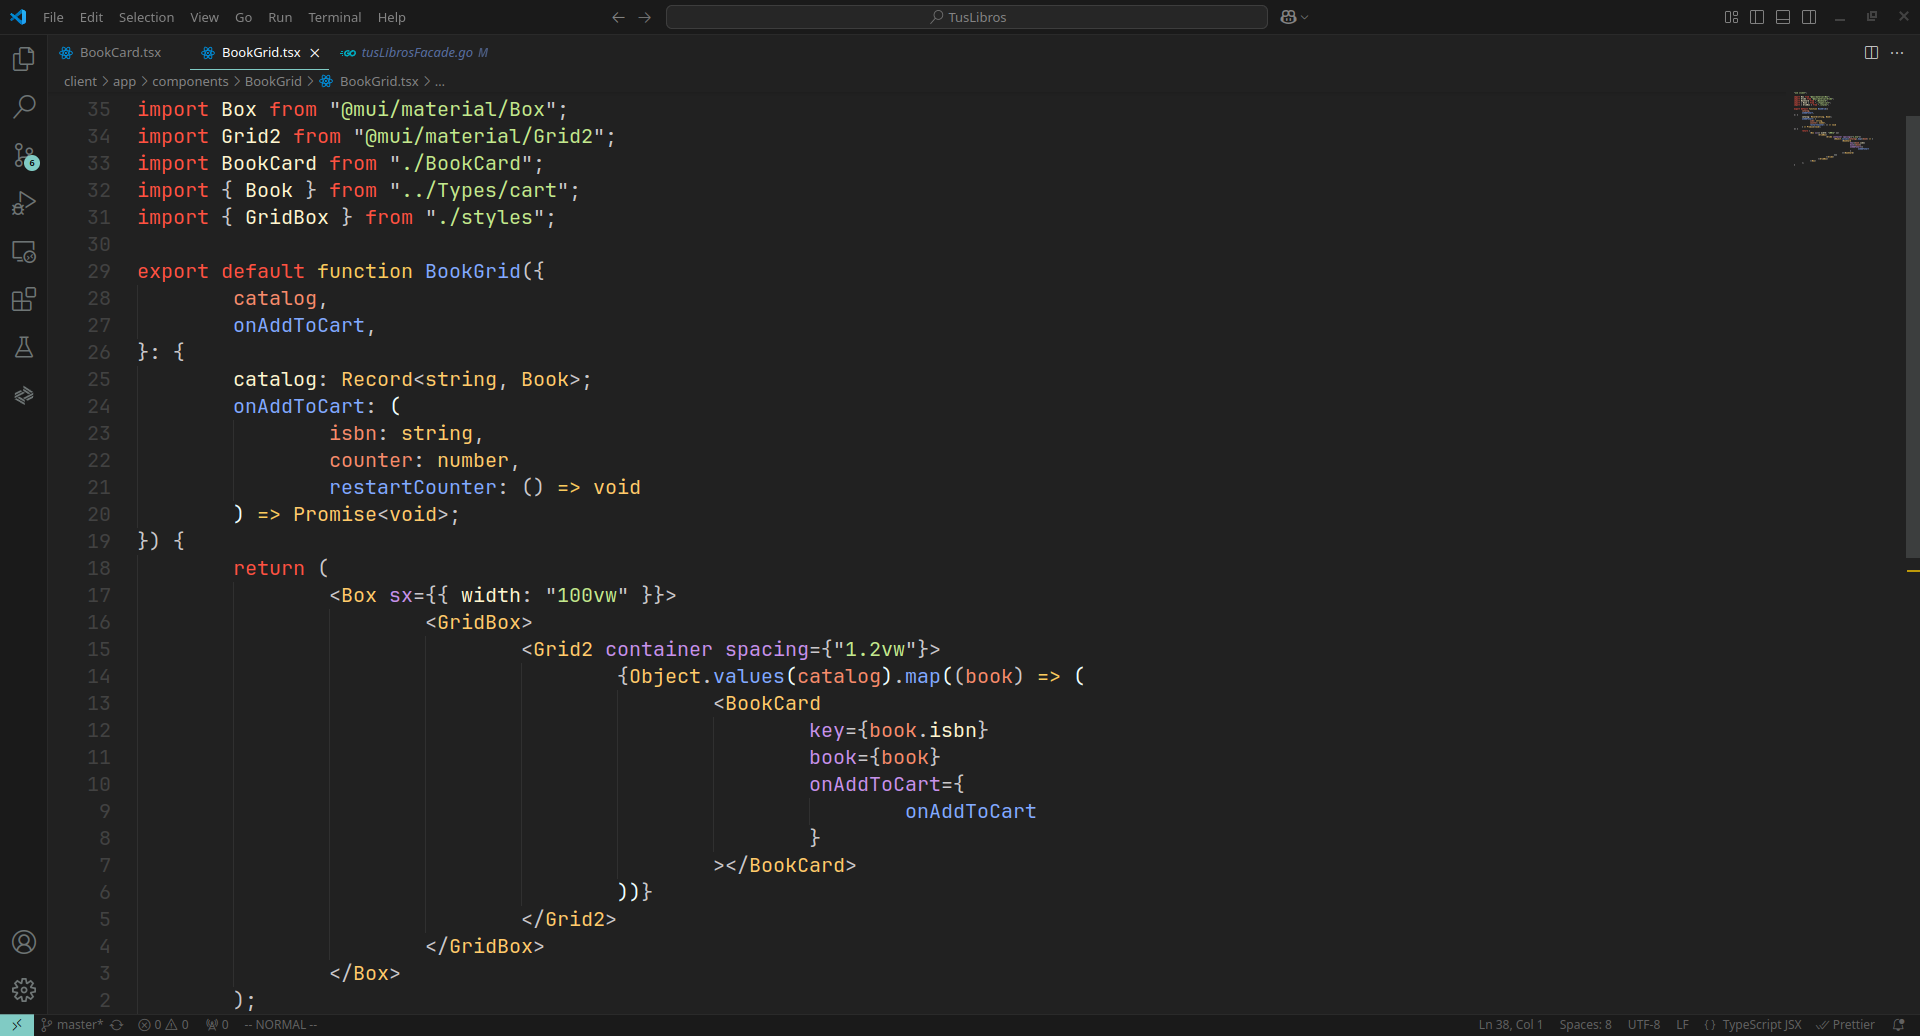 File Edit Selection View Go Run Terminal Help
TusLibros
BookCard.tsx BookGrid.tsx tusLibrosFacade.go M
client > app > components > BookGrid > BookGrid.tsx > ...
35 import Box from "@mui/material/Box";
34 import Grid2 from "@mui/material/Grid2";
33 import BookCard from "./BookCard";
32 import { Book } from "../Types/cart";
31 import { GridBox } from "./styles";
30
29 export default function BookGrid({
28 catalog,
27 onAddToCart,
26 }: {
25 catalog: Record<string, Book>;
24 onAddToCart: (
23 isbn: string,
22 counter: number,
21 restartCounter: () => void
20 ) => Promise<void>;
19 }) {
18 return (
17 <Box sx={{ width: "100vw" }}>
16 <GridBox>
15 <Grid2 container spacing={"1.2vw"}>
14 {Object.values(catalog).map((book) => (
13 <BookCard
12 key={book.isbn}
11 book={book}
10 onAddToCart={
9 onAddToCart
8 }
7 ></BookCard>
6 ))}
5 </Grid2>
4 </GridBox>
3 </Box>
2 );
6
master* 0 0 0 -- NORMAL -- Ln 38, Col 1 Spaces: 8 UTF-8 LF { } TypeScript JSX Prettier